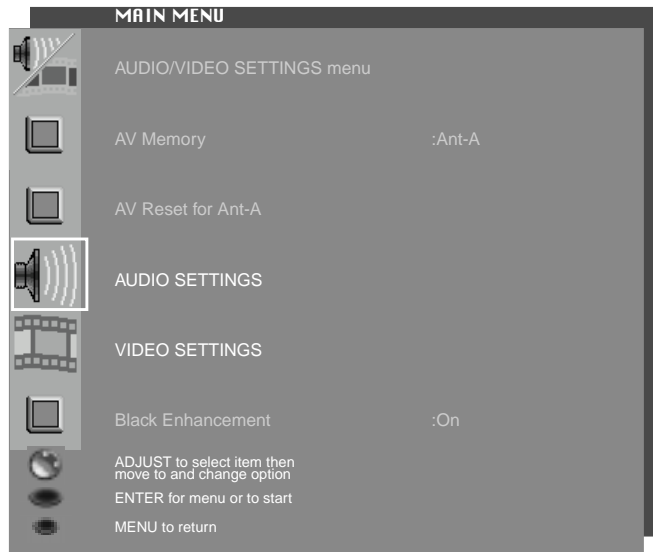 MAIN MENU
AUDIO/VIDEO SETTINGS menu
AV Memory :Ant-A
AV Reset for Ant-A
AUDIO SETTINGS
VIDEO SETTINGS
Black Enhancement :On
ADJUST to select item then
move to and change option
ENTER for menu or to start
MENU to return